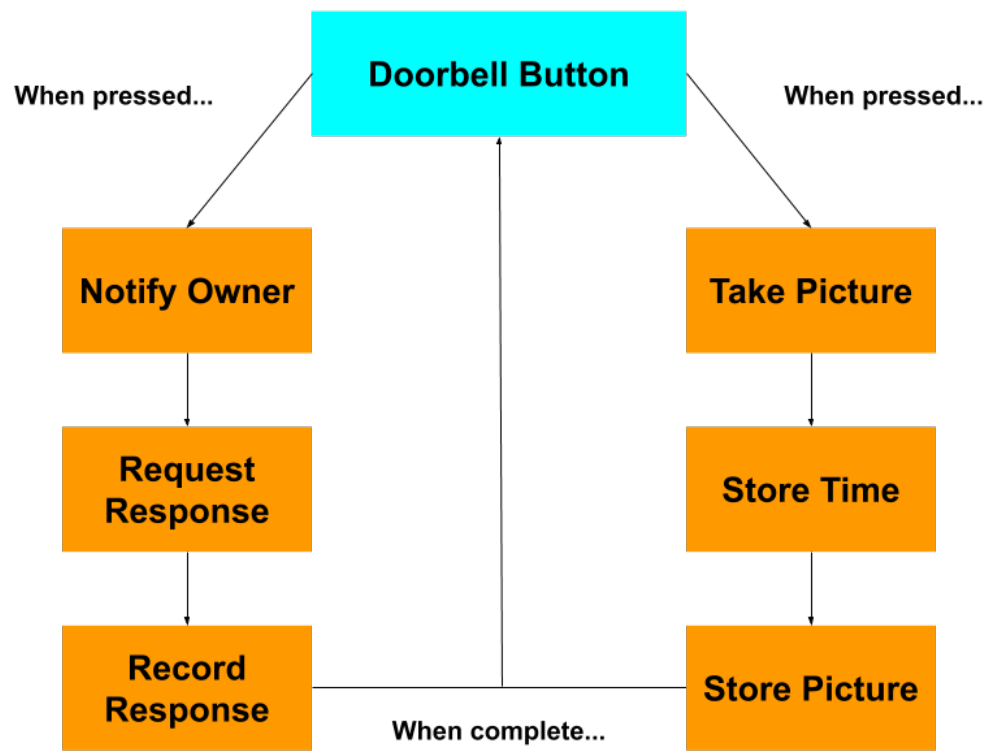 Doorbell Button
When pressed...
When pressed...
Notify Owner
Take Picture
Request
Response
Store Time
Record
Response
Store Picture
When complete...